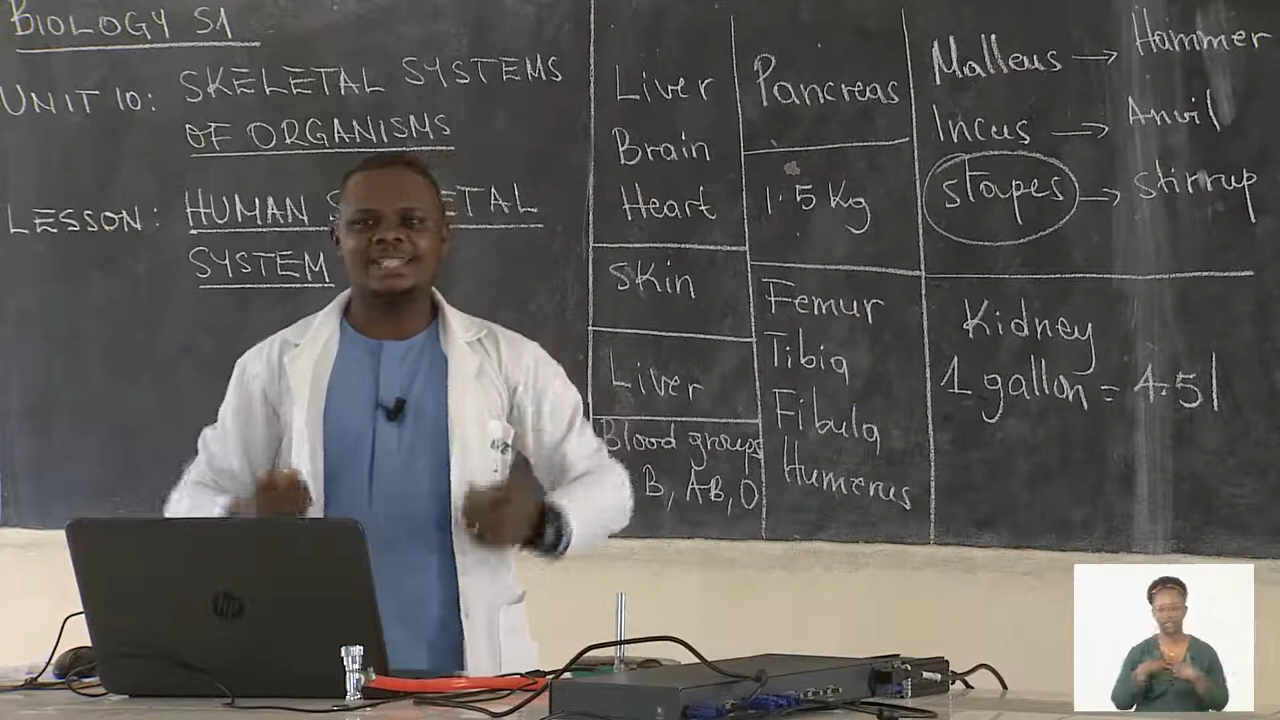 BIOLOGY S1
UNIT 10: SKELETAL SYSTEMS
OF ORGANISMS
LESSON: HUMAN ETAL
SYSTEM
Liver
Brain
Heart
Skin
Liver
Blood groups
B, AB, O
Pancreas
1.5 Kg
Femur
Tibia
Fibula
Humerus
Malleus → Hammer
Incus → Anvil
stapes → stirrup
Kidney
1 gallon = 4.5l
hp